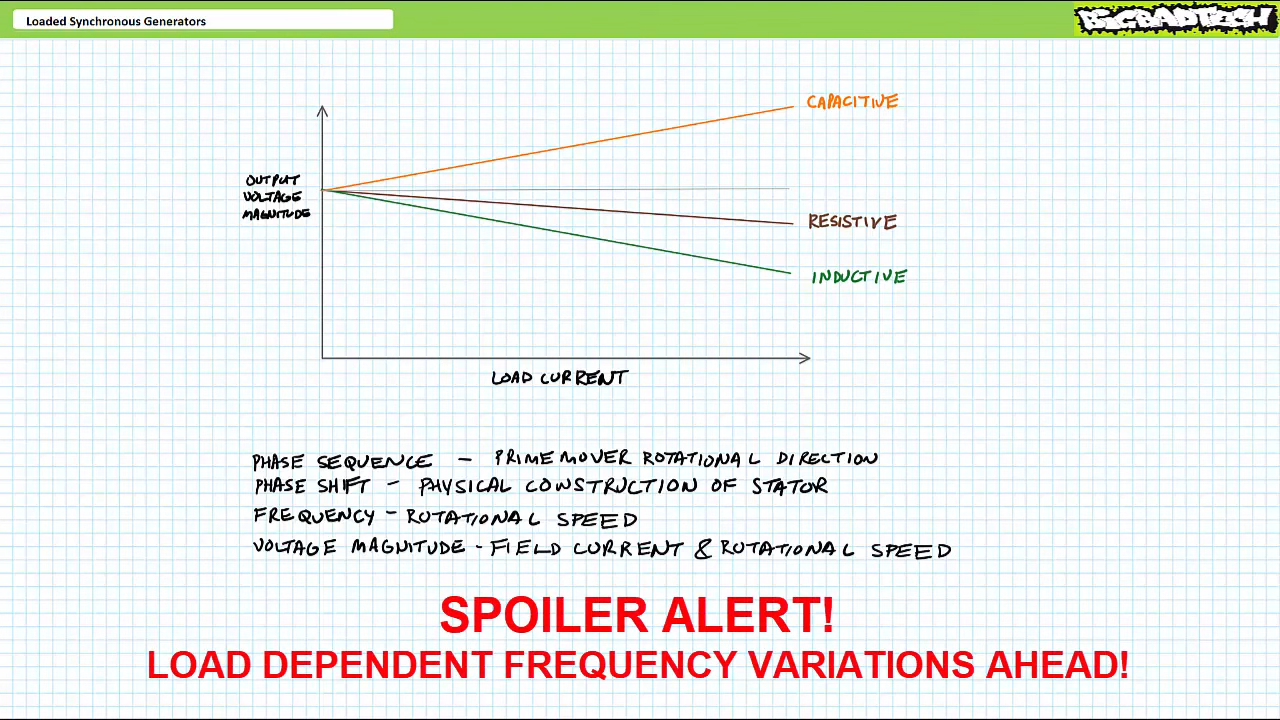 Loaded Synchronous Generators
BIGBADTECH
CAPACITIVE
OUTPUT
VOLTAGE
MAGNITUDE
RESISTIVE
INDUCTIVE
LOAD CURRENT
PHASE SEQUENCE - PRIME MOVER ROTATIONAL DIRECTION
PHASE SHIFT - PHYSICAL CONSTRUCTION OF STATOR
FREQUENCY - ROTATIONAL SPEED
VOLTAGE MAGNITUDE - FIELD CURRENT & ROTATIONAL SPEED
SPOILER ALERT!
LOAD DEPENDENT FREQUENCY VARIATIONS AHEAD!